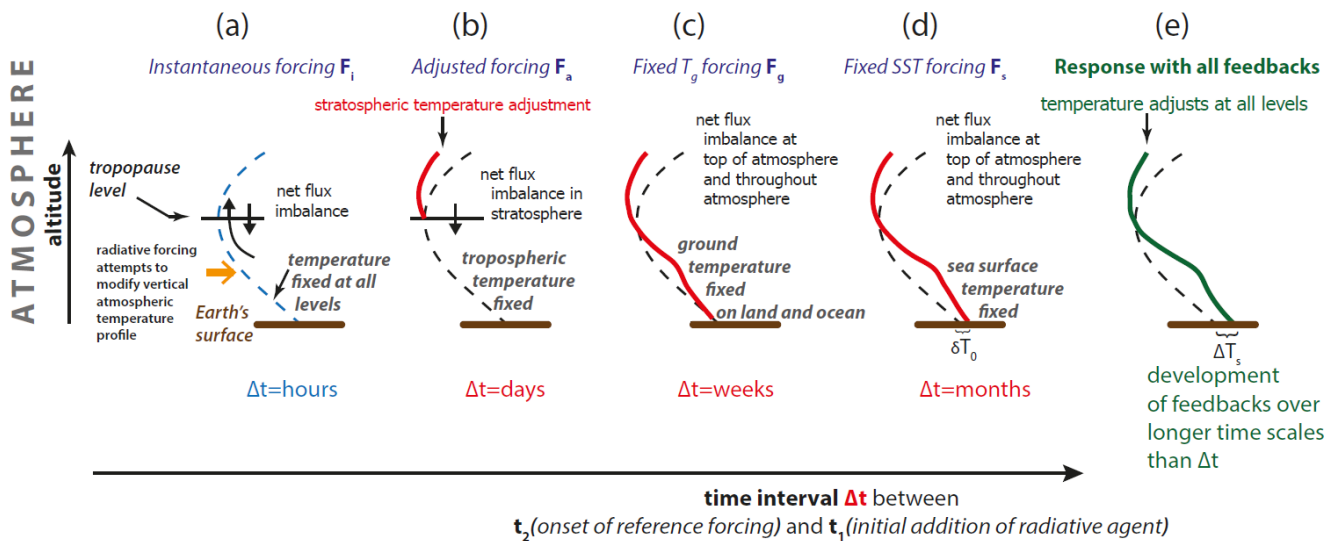 (a)
(b)
(c)
(d)
(e)
Instantaneous forcing Fi
Adjusted forcing Fa
Fixed Tg forcing Fg
Fixed SST forcing Fs
Response with all feedbacks
ATMOSPHERE
altitude
tropopause
level
net flux
imbalance
radiative forcing
attempts to
modify vertical
atmospheric
temperature
profile
temperature
fixed at all
levels
Earth's
surface
Δt=hours
stratospheric temperature adjustment
net flux
imbalance in
stratosphere
tropospheric
temperature
fixed
Δt=days
net flux
imbalance at
top of atmosphere
and throughout
atmosphere
ground
temperature
fixed
on land and ocean
Δt=weeks
net flux
imbalance at
top of atmosphere
and throughout
atmosphere
sea surface
temperature
fixed
δT0
Δt=months
temperature adjusts at all levels
ΔTs
development
of feedbacks over
longer time scales
than Δt
time interval Δt between
t2(onset of reference forcing) and t1(initial addition of radiative agent)